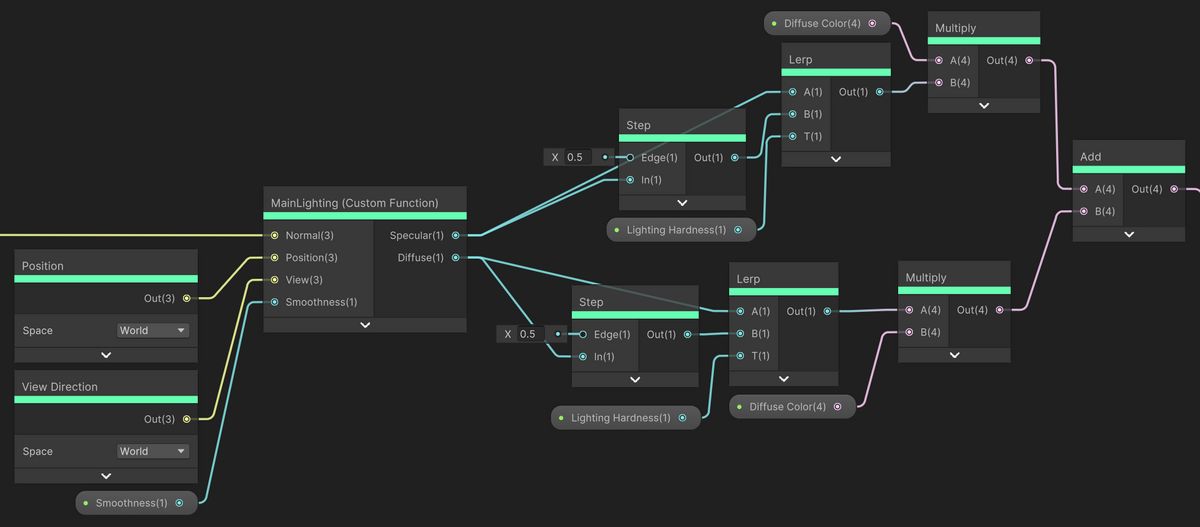 Diffuse Color(4)
Multiply
A(4) Out(4)
B(4)
Lerp
A(1) Out(1)
B(1)
T(1)
Step
X 0.5
Edge(1) Out(1)
In(1)
Lighting Hardness(1)
Add
A(4) Out(4)
B(4)
MainLighting (Custom Function)
Normal(3) Specular(1)
Position(3) Diffuse(1)
View(3)
Smoothness(1)
Position
Out(3)
Space World
View Direction
Out(3)
Space World
Smoothness(1)
Step
X 0.5
Edge(1) Out(1)
In(1)
Lighting Hardness(1)
Lerp
A(1) Out(1)
B(1)
T(1)
Diffuse Color(4)
Multiply
A(4) Out(4)
B(4)